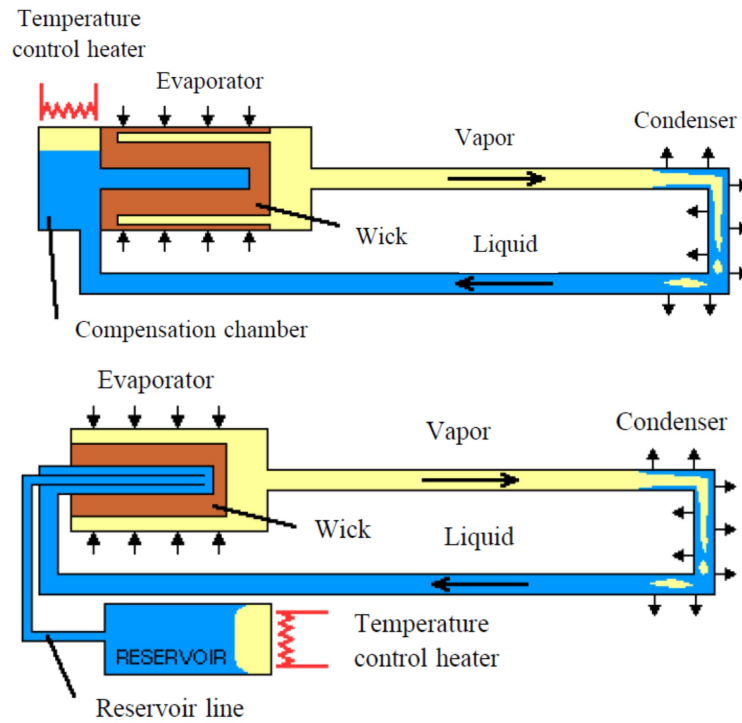 Temperature
control heater
Evaporator
Vapor
Condenser
Wick
Liquid
Compensation chamber
Evaporator
Vapor
Condenser
Wick
Liquid
RESERVOIR
Temperature
control heater
Reservoir line